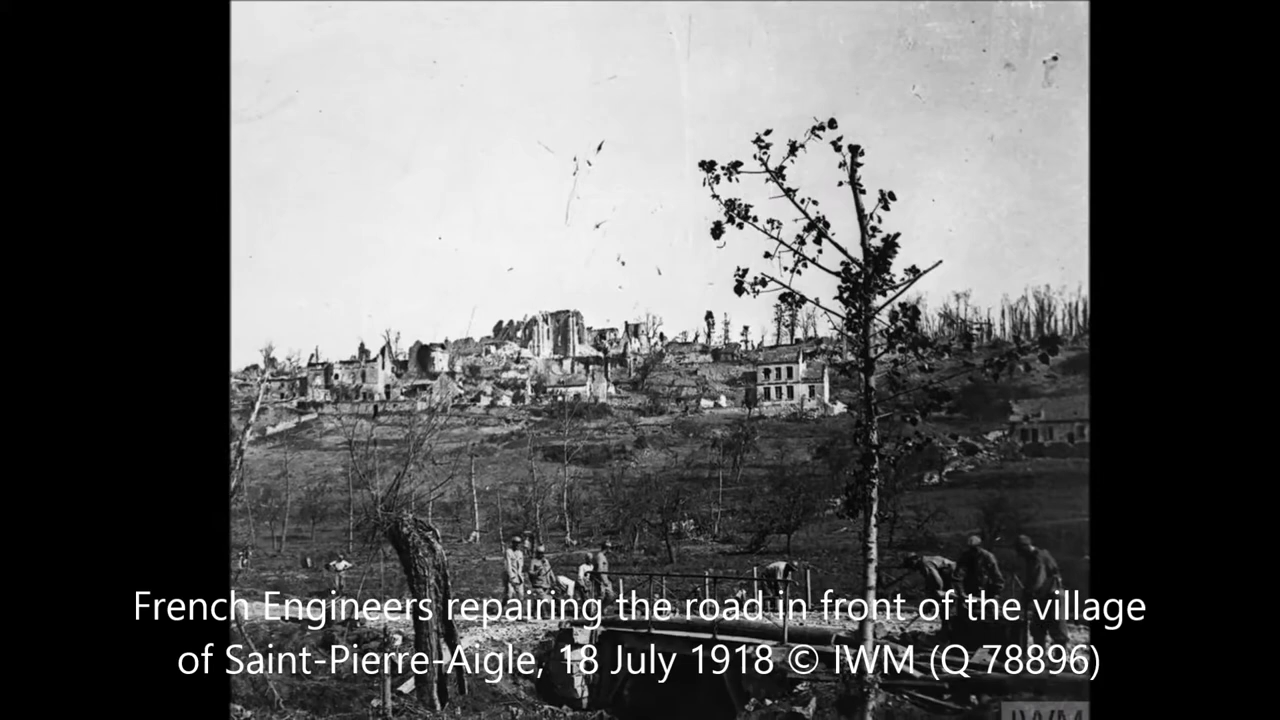 French Engineers repairing the road in front of the village
of Saint-Pierre-Aigle, 18 July 1918 © IWM (Q 78896)
IWM